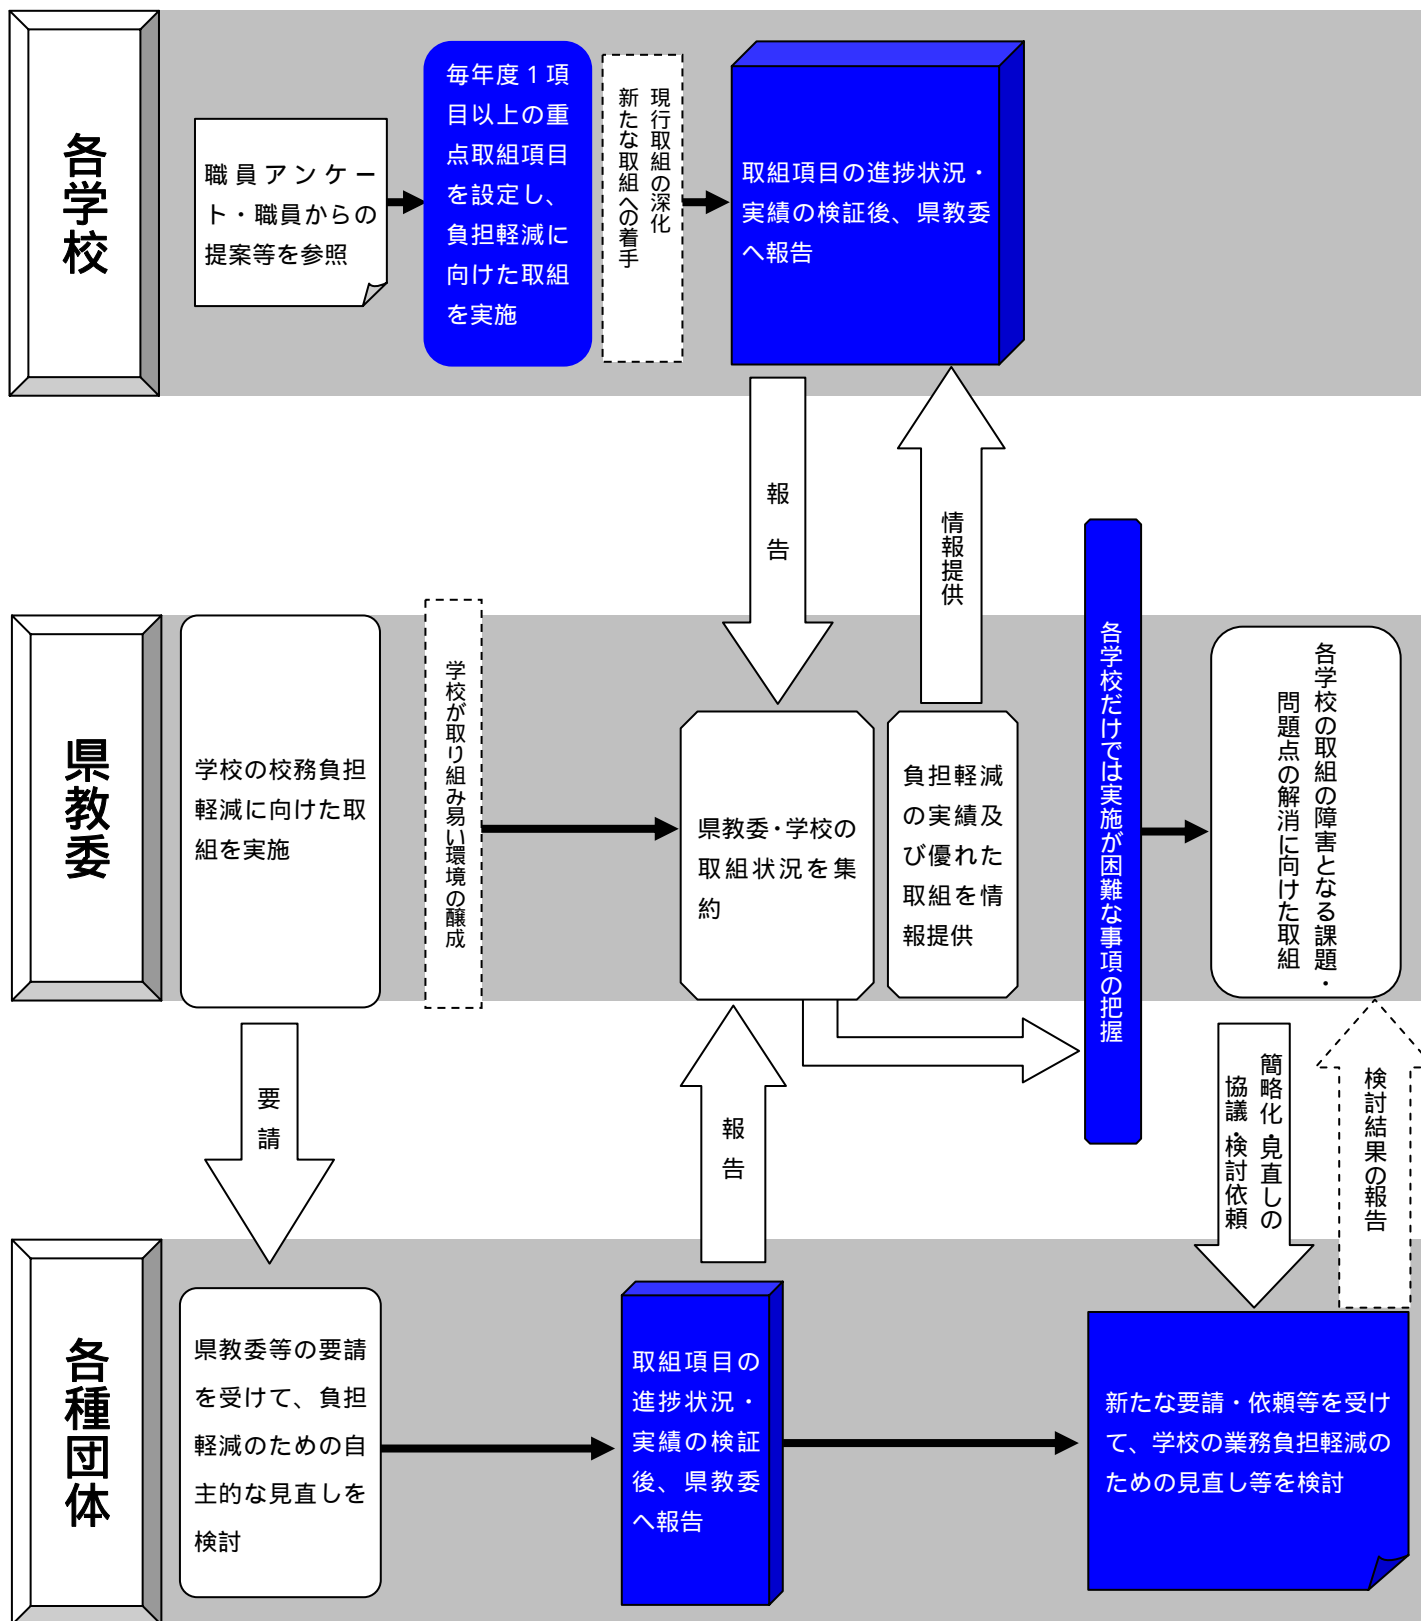 各学校
職員アンケー
ト・職員からの
提案等を参照
毎年度１項
目以上の重
点取組項目
を設定し、
負担軽減に
向けた取組
を実施
現行取組の深化
新たな取組への着手
取組項目の進捗状況・
実績の検証後、県教委
へ報告
報告
情報提供
県教委
学校の校務負担
軽減に向けた取
組を実施
学校が取り組み易い環境の醸成
県教委・学校の
取組状況を集
約
負担軽減
の実績及
び優れた
取組を情
報提供
各学校だけでは実施が困難な事項の把握
各学校の取組の障害となる課題・
問題点の解消に向けた取組
要請
報告
簡略化・見直しの
協議・検討依頼
検討結果の報告
各種団体
県教委等の要請
を受けて、負担
軽減のための自
主的な見直しを
検討
取組項目の
進捗状況・
実績の検証
後、県教委
へ報告
新たな要請・依頼等を受け
て、学校の業務負担軽減の
ための見直し等を検討